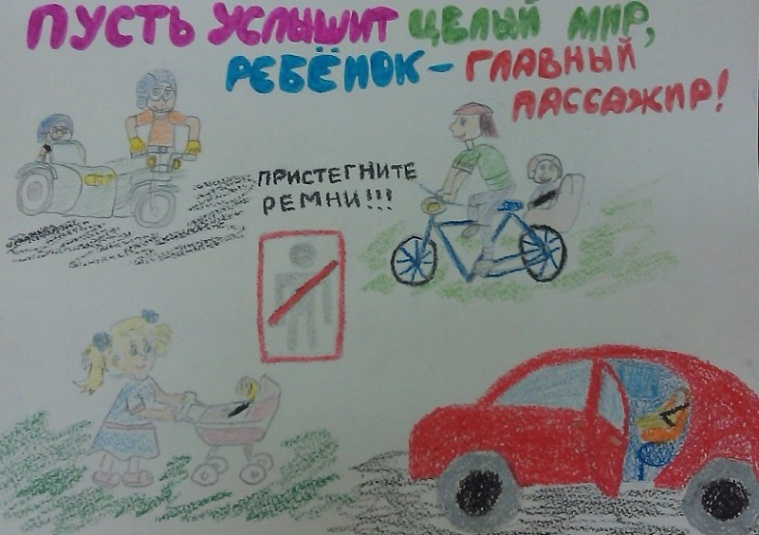 ПУСТЬ УСЛЫШИТ ЦЕЛЫЙ МИР,
РЕБЁНОК – ГЛАВНЫЙ
ПАССАЖИР!
ПРИСТЕГНИТЕ
РЕМНИ!!!